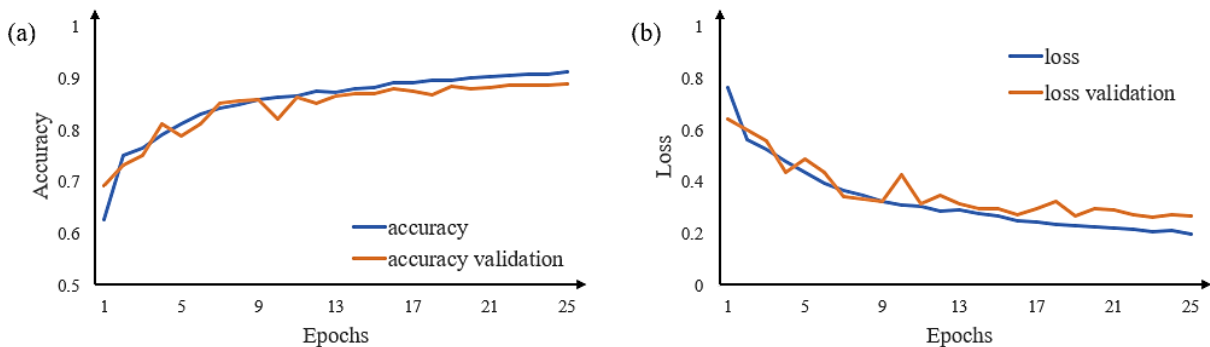 (a)
Accuracy
1
0.9
0.8
0.7
0.6
0.5
accuracy
accuracy validation
1 5 9 13 17 21 25
Epochs
(b)
Loss
1
0.8
0.6
0.4
0.2
0
loss
loss validation
1 5 9 13 17 21 25
Epochs